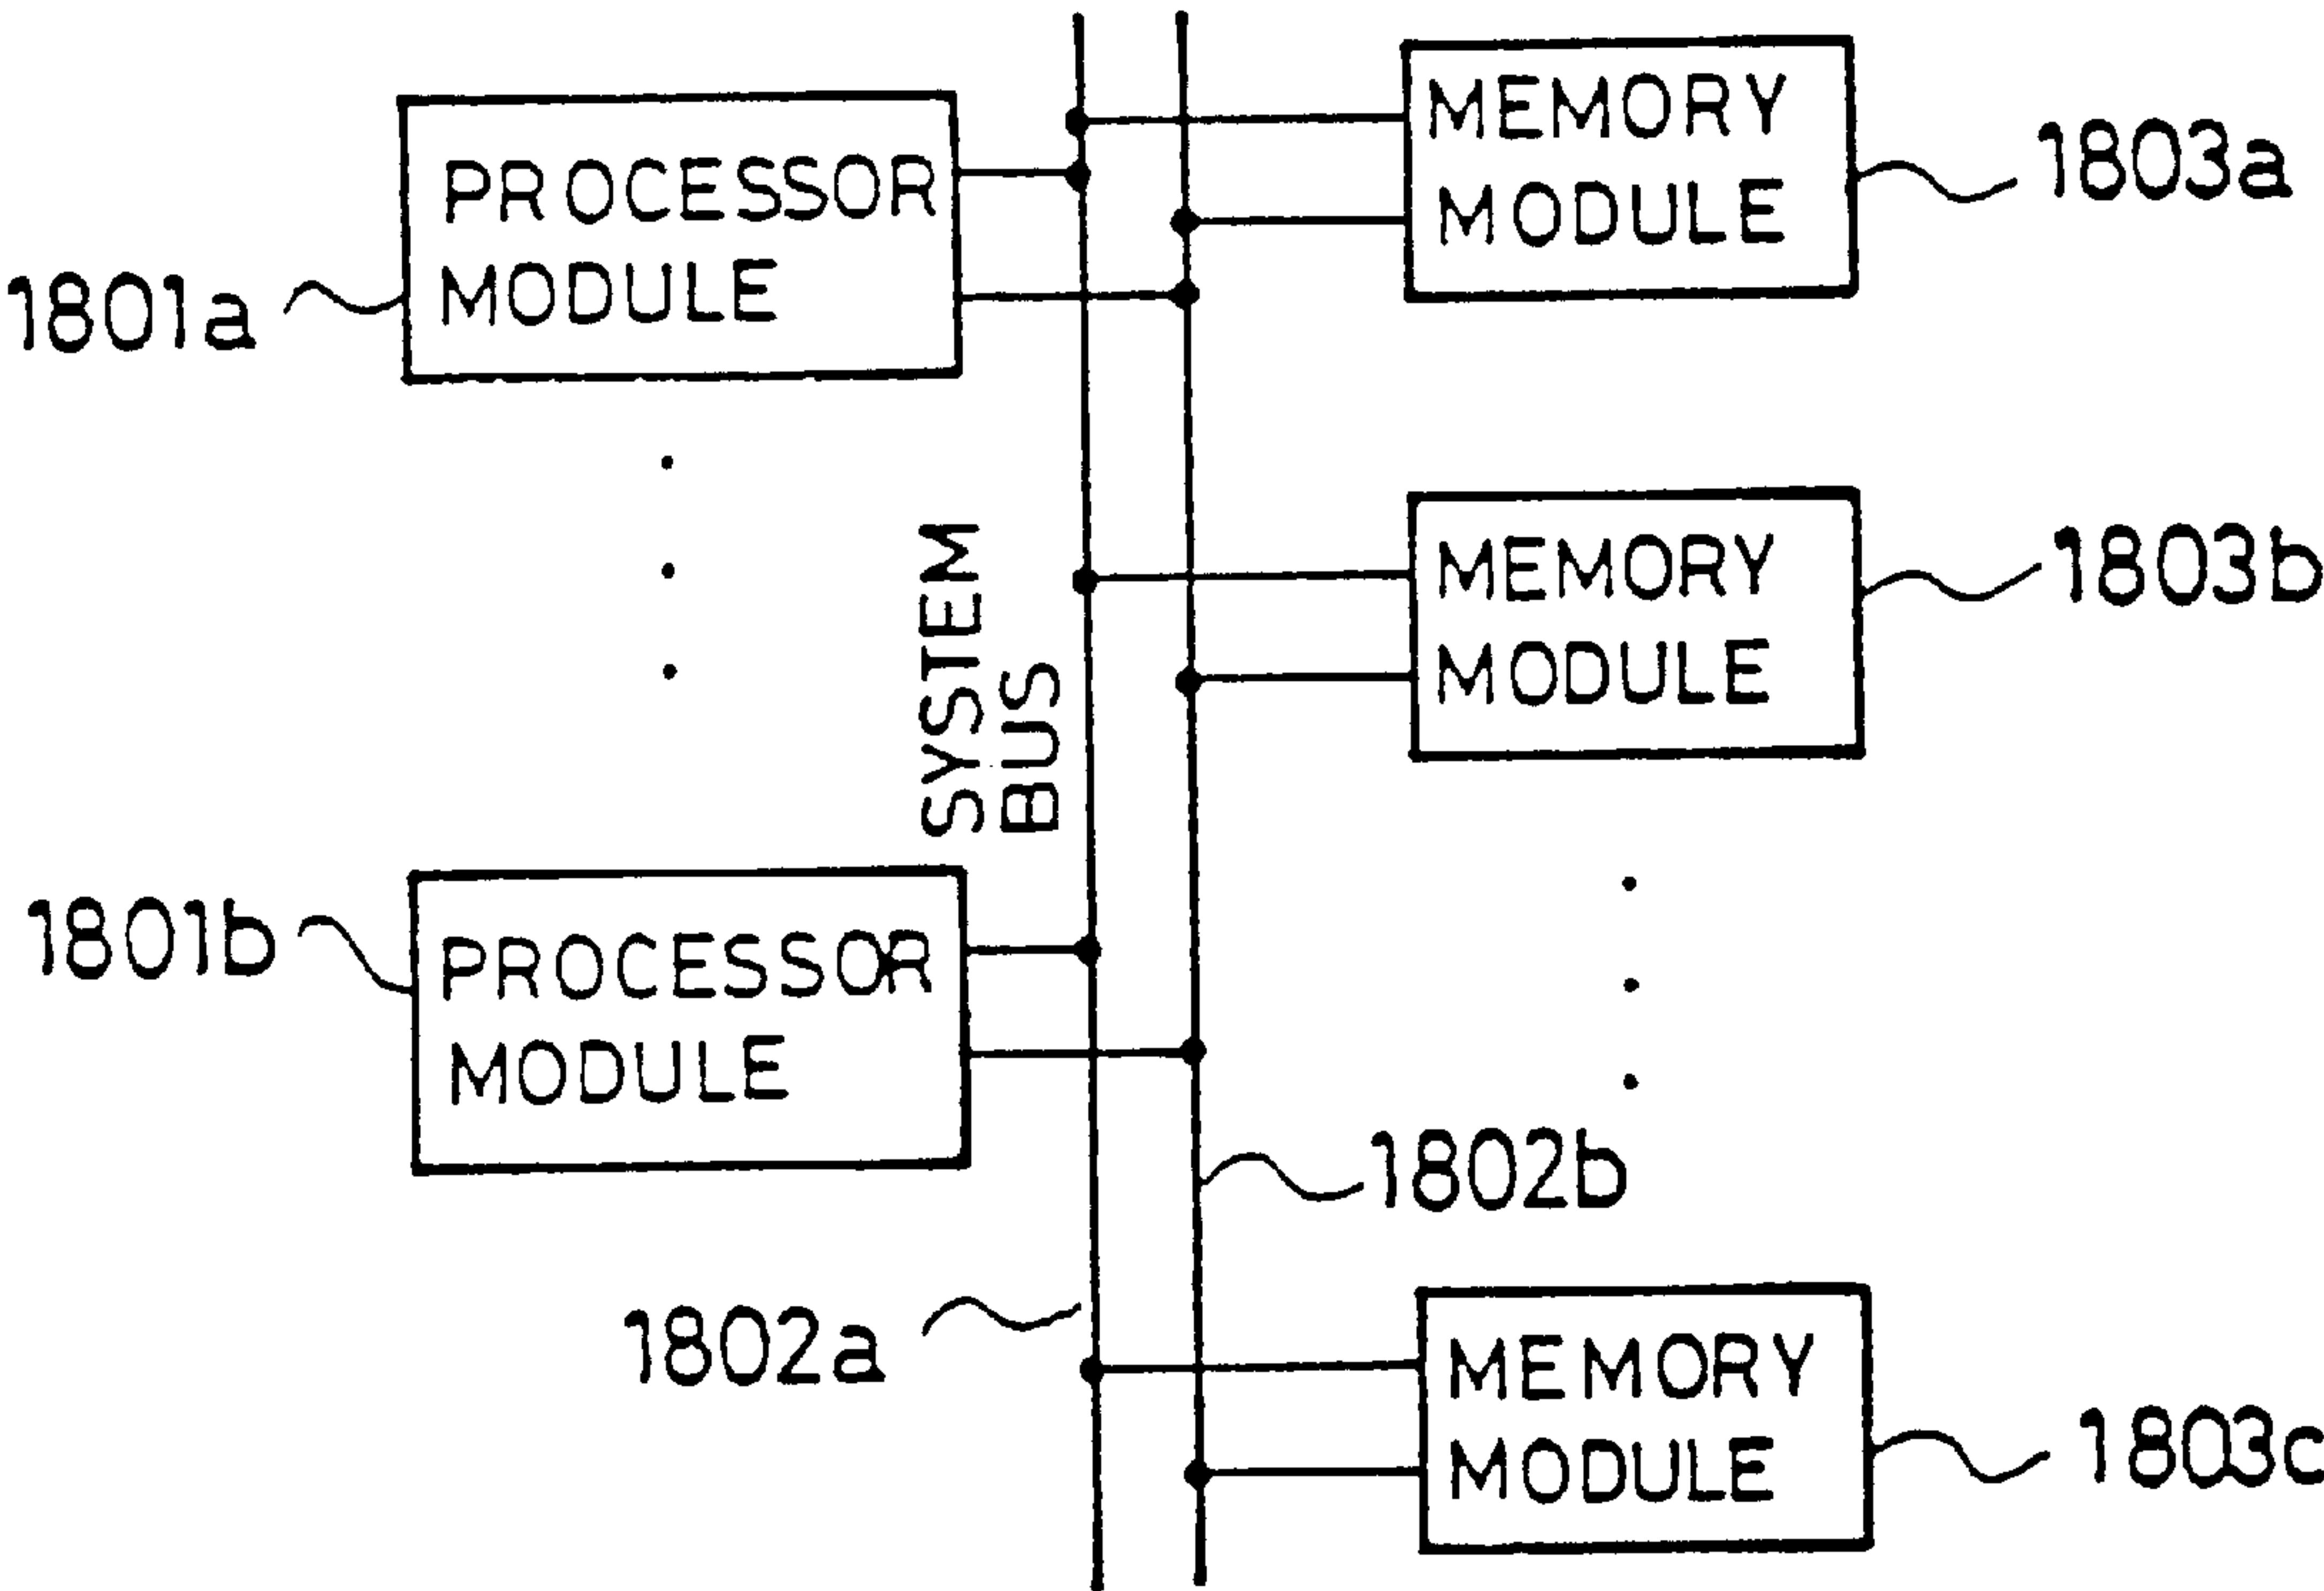 PROCESSOR
MODULE
1801a
MEMORY
MODULE
1803a
SYSTEM
BUS
MEMORY
MODULE
1803b
1801b
PROCESSOR
MODULE
1802b
1802a
MEMORY
MODULE
1803c